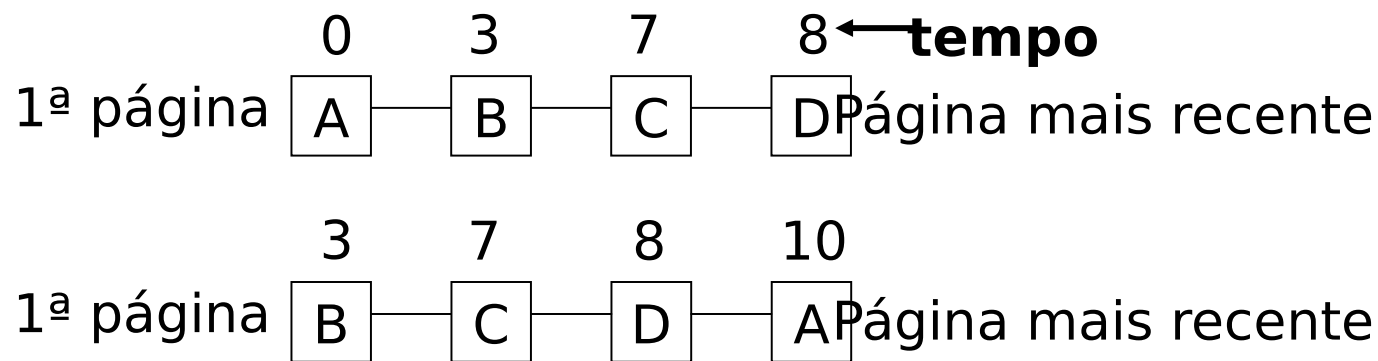 0 3 7 8 tempo
1ª página A B C D Página mais recente
3 7 8 10
1ª página B C D A Página mais recente